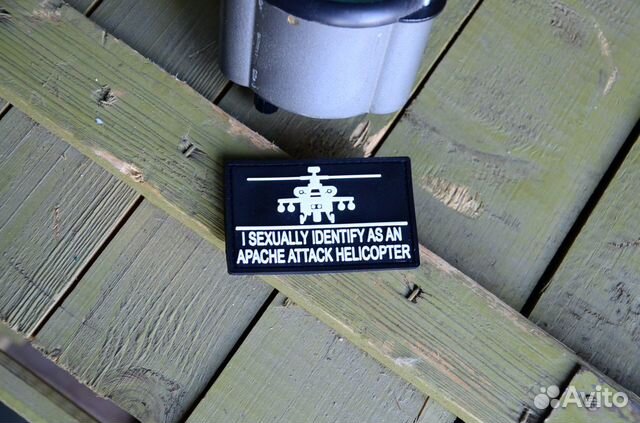 I SEXUALLY IDENTIFY AS AN
APACHE ATTACK HELICOPTER
Avito